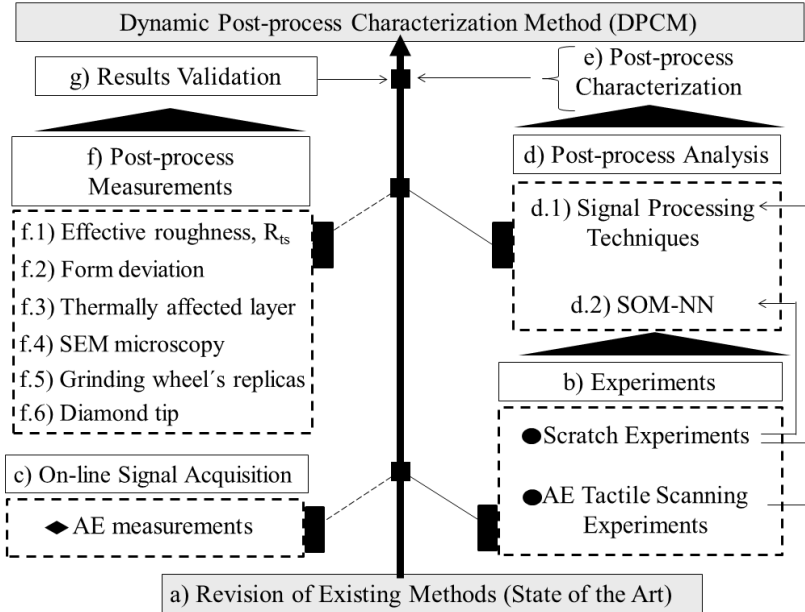 Dynamic Post-process Characterization Method (DPCM)
g) Results Validation
e) Post-process
Characterization
f) Post-process
Measurements
d) Post-process Analysis
f.1) Effective roughness, Rts
f.2) Form deviation
f.3) Thermally affected layer
f.4) SEM microscopy
f.5) Grinding wheel´s replicas
f.6) Diamond tip
d.1) Signal Processing
Techniques
d.2) SOM-NN
b) Experiments
Scratch Experiments
AE Tactile Scanning
Experiments
c) On-line Signal Acquisition
AE measurements
a) Revision of Existing Methods (State of the Art)